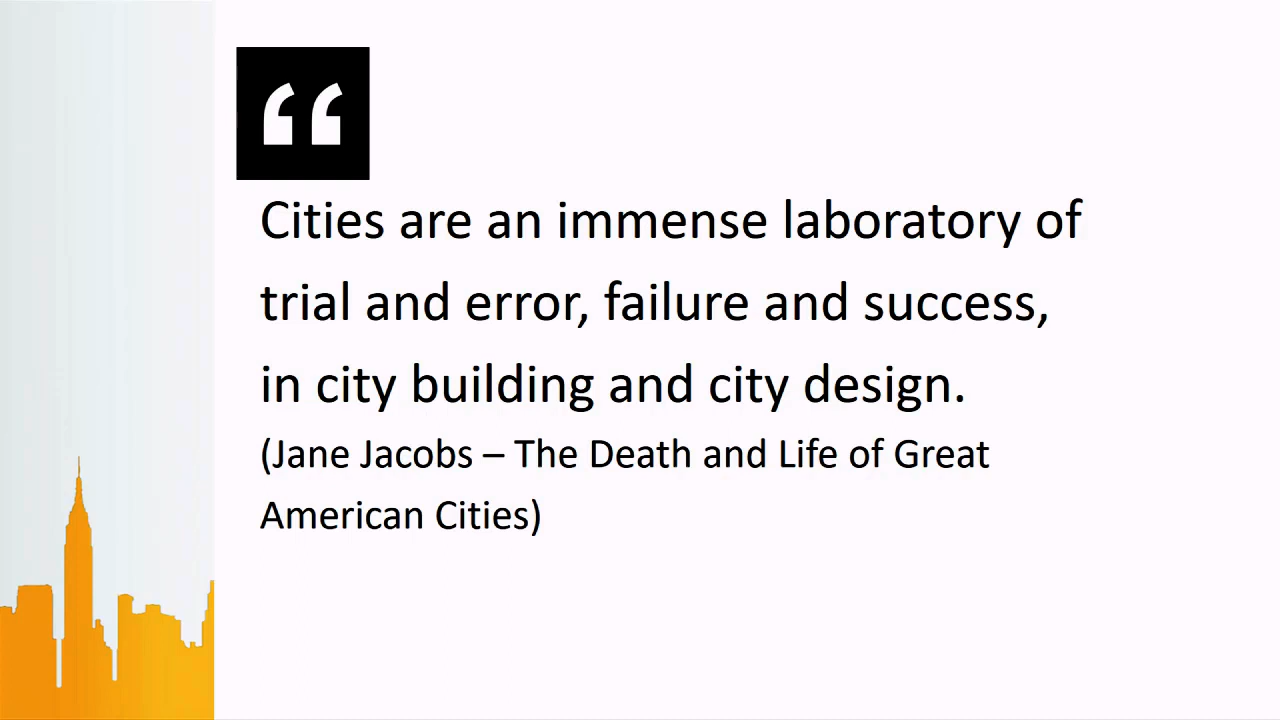 “
Cities are an immense laboratory of
trial and error, failure and success,
in city building and city design.
(Jane Jacobs – The Death and Life of Great
American Cities)